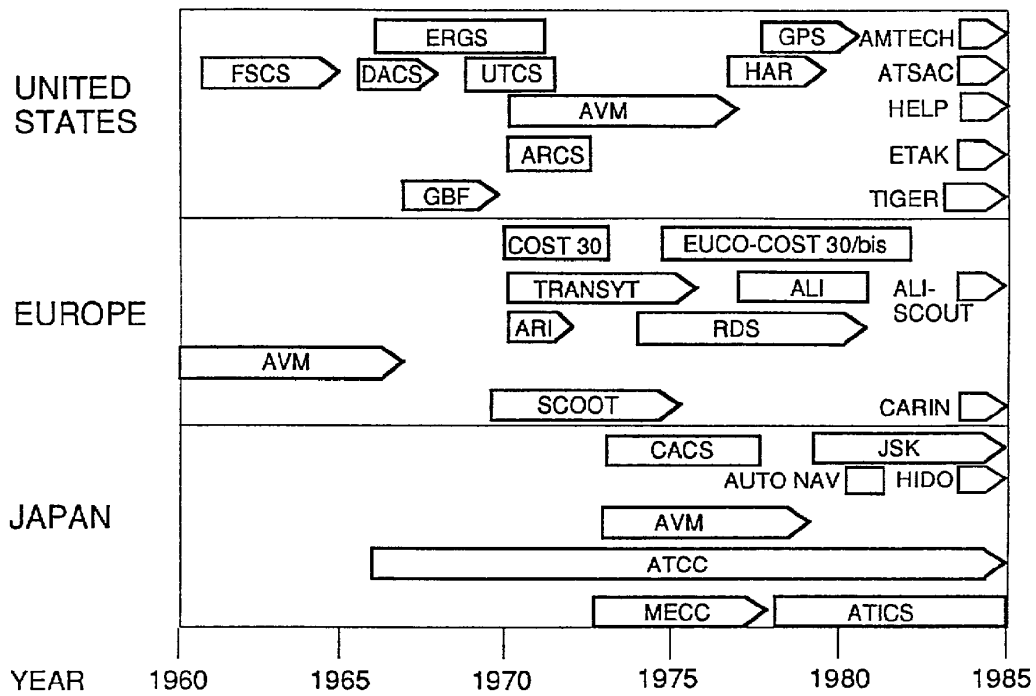 ERGS
GPS
AMTECH
FSCS
DACS
UTCS
HAR
ATSAC
UNITED
STATES
AVM
HELP
ARCS
ETAK
GBF
TIGER
COST 30
EUCO-COST 30/bis
EUROPE
TRANSYT
ALI
ALI-
SCOUT
ARI
RDS
AVM
SCOOT
CARIN
JAPAN
CACS
JSK
AUTO NAV
HIDO
AVM
ATCC
MECC
ATICS
YEAR
1960
1965
1970
1975
1980
1985